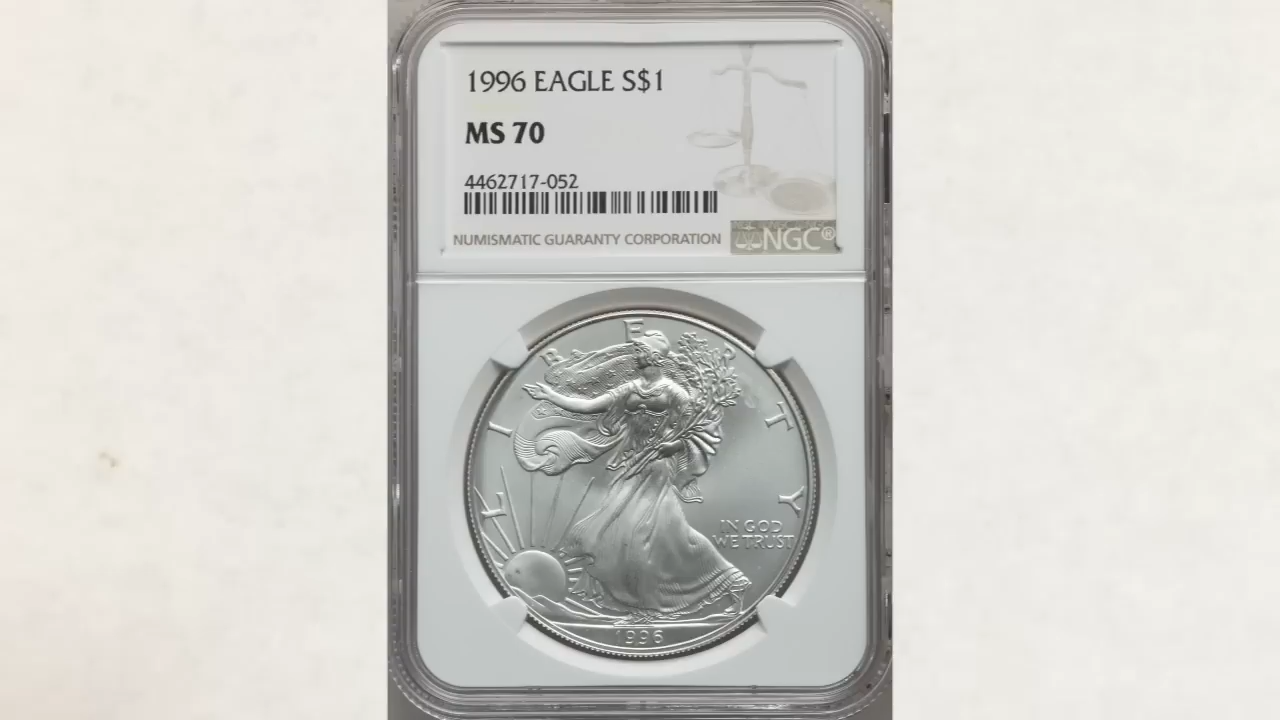 1996 EAGLE S$1
MS 70
4462717-052
NUMISMATIC GUARANTY CORPORATION
NGC®
LIBERTY
IN GOD
WE TRUST
1996